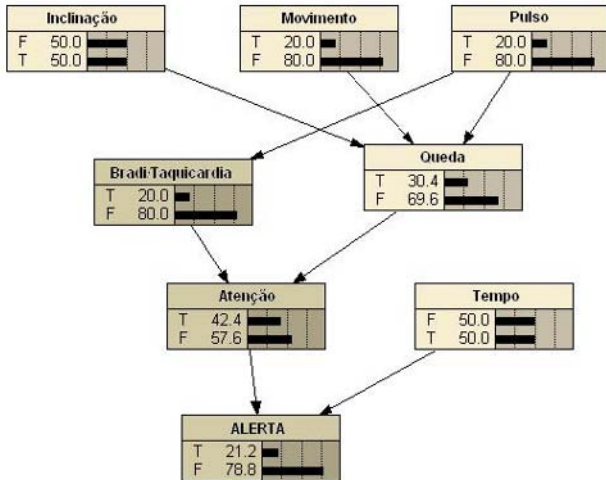 Inclinação
F 50.0
T 50.0
Movimento
T 20.0
F 80.0
Pulso
T 20.0
F 80.0
Bradi-Taquicardia
T 20.0
F 80.0
Queda
T 30.4
F 69.6
Atenção
T 42.4
F 57.6
Tempo
F 50.0
T 50.0
ALERTA
T 21.2
F 78.8